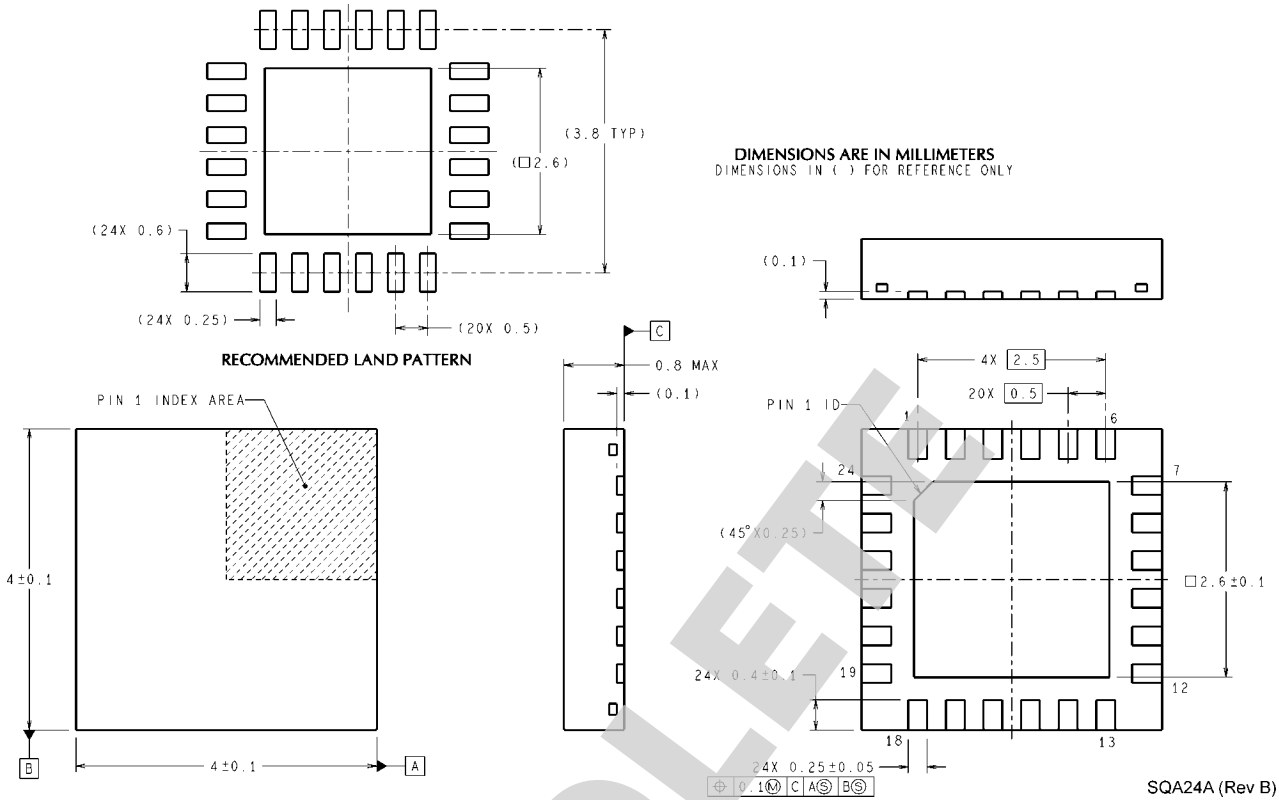 (3.8 TYP)
(□2.6)
DIMENSIONS ARE IN MILLIMETERS
DIMENSIONS IN ( ) FOR REFERENCE ONLY
(24X 0.6)
(0.1)
(24X 0.25)
(20X 0.5)
C
RECOMMENDED LAND PATTERN
0.8 MAX
4X 2.5
(0.1)
20X 0.5
PIN 1 INDEX AREA
PIN 1 ID
1
6
24
7
(45°X0.25)
4±0.1
□2.6±0.1
19
24X 0.4±0.1
12
18
13
B
4±0.1
A
24X 0.25±0.05
⌖ 0.1Ⓜ C AⓈ BⓈ
SQA24A (Rev B)
OLETE